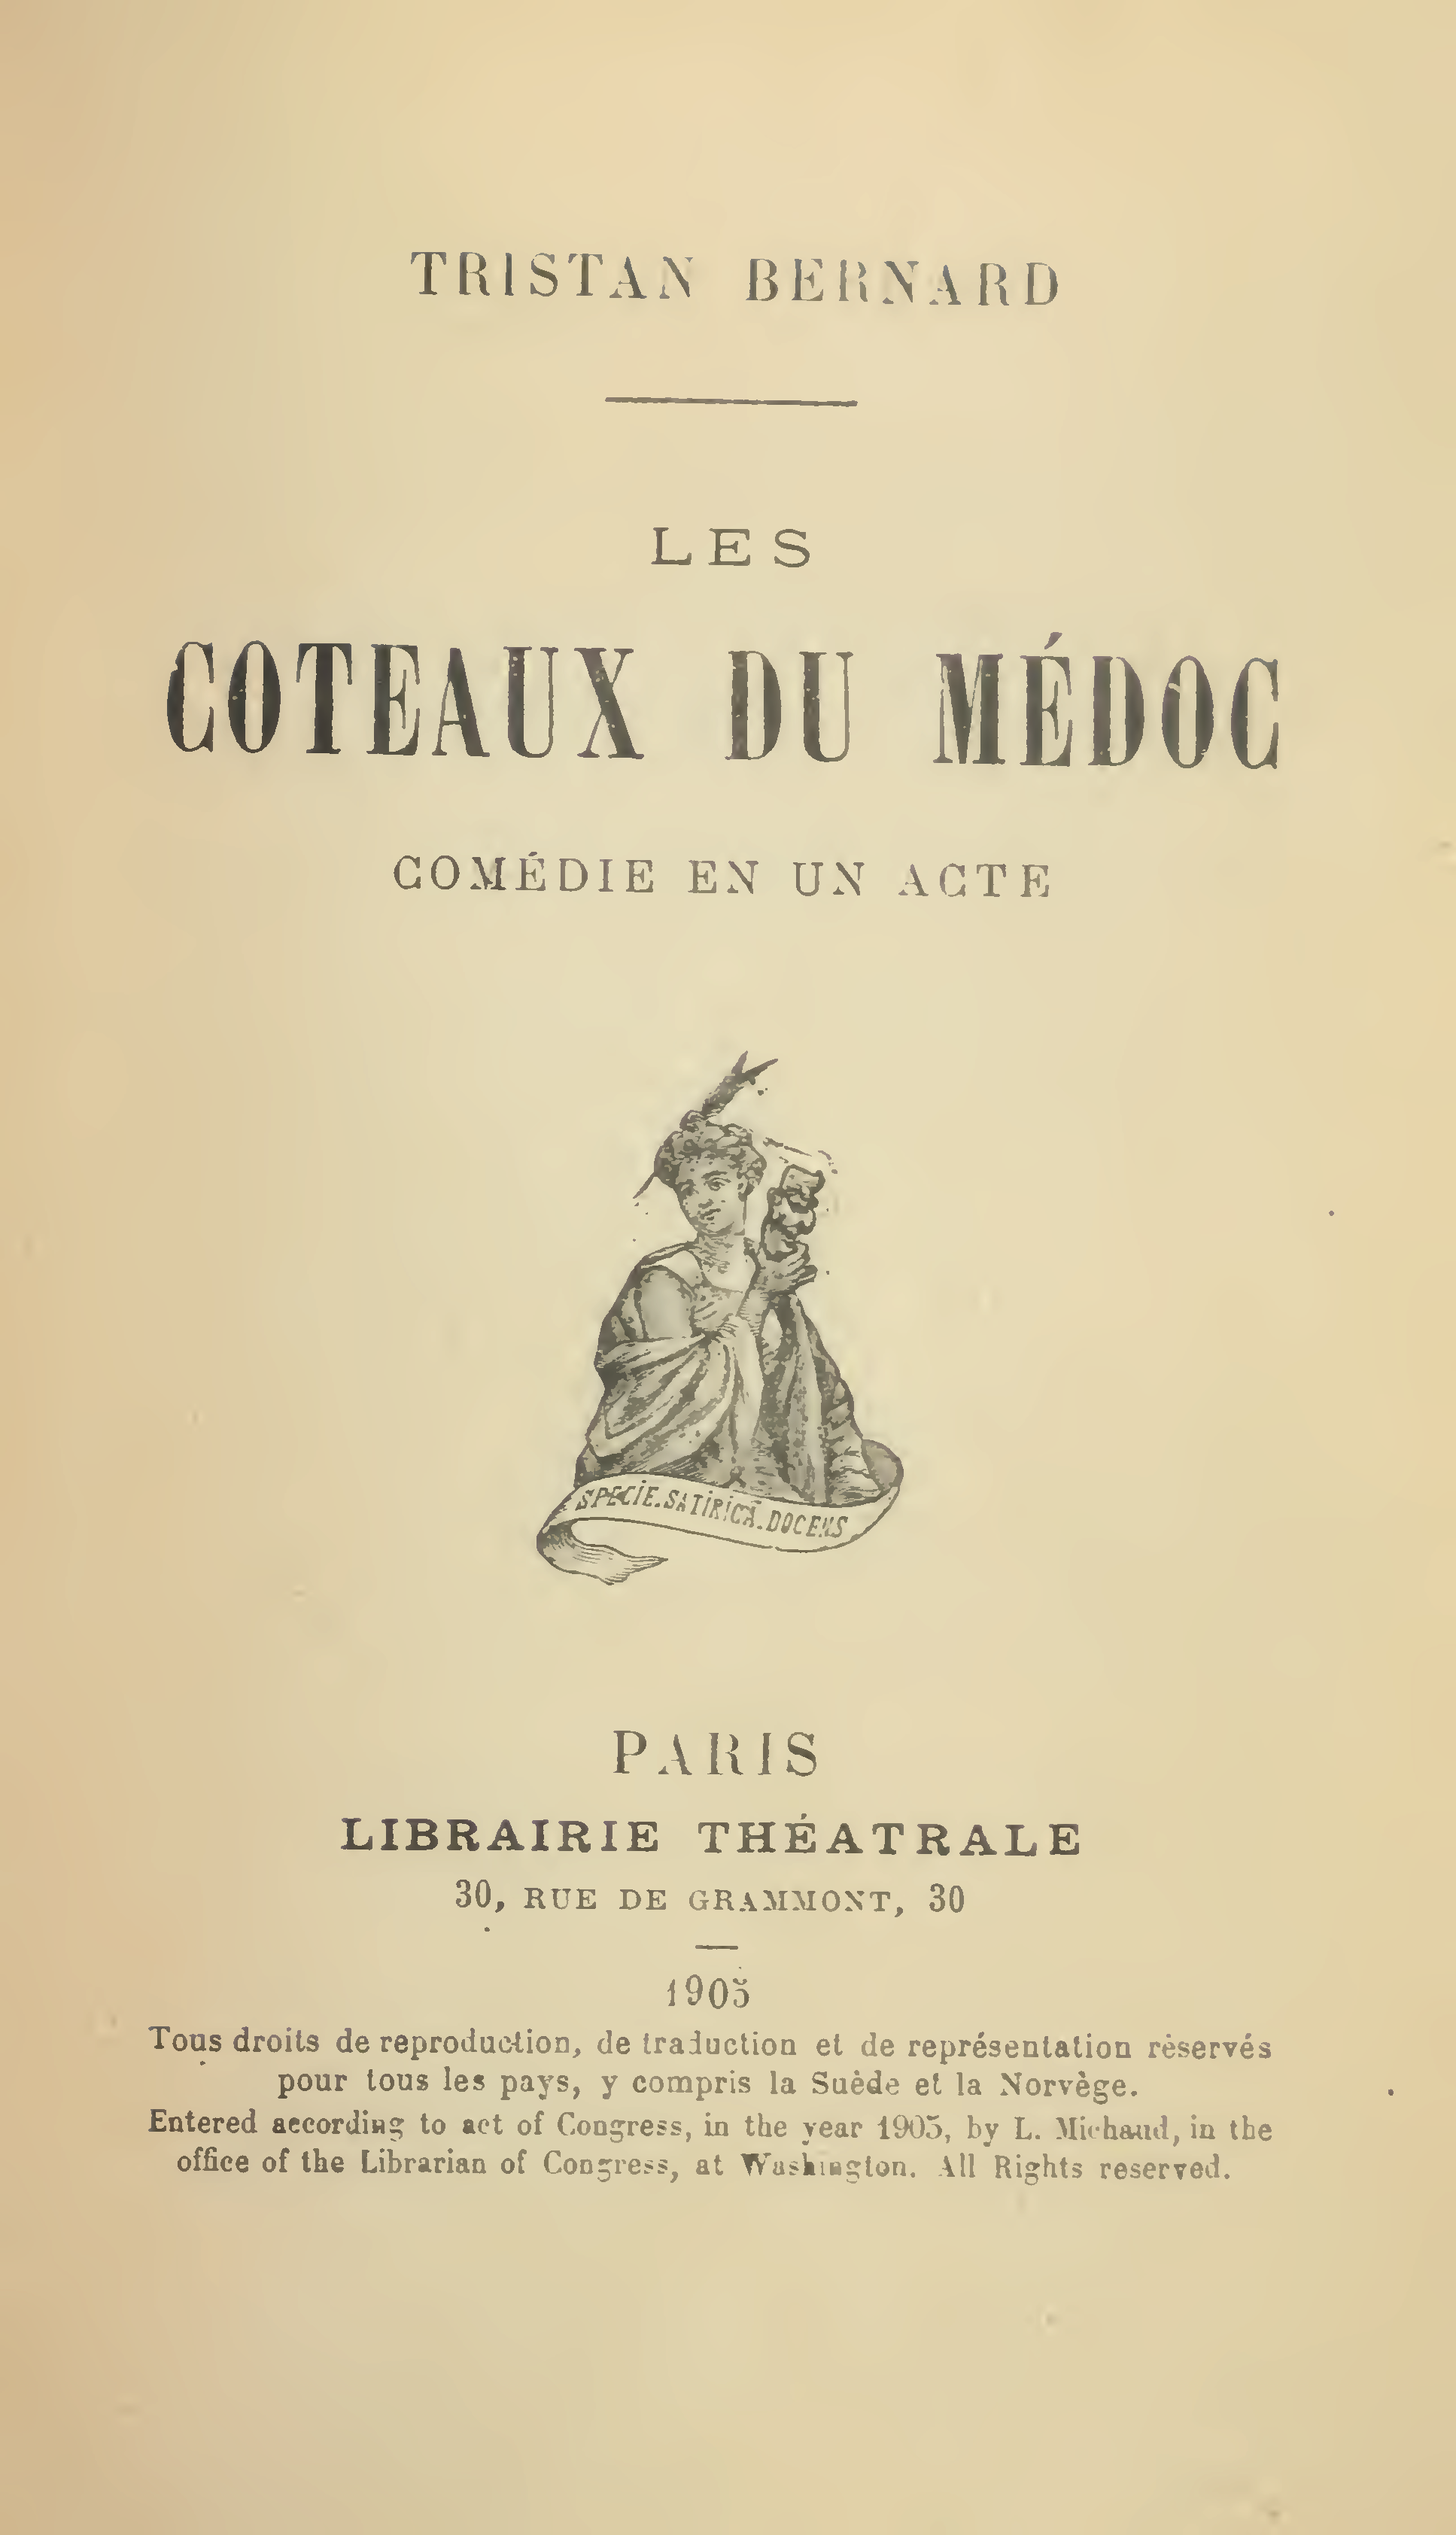 TRISTAN BERNARD
LES
COTEAUX DU MÉDOC
COMÉDIE EN UN ACTE
SPECIE.SATIRICA.DOCENS
PARIS
LIBRAIRIE THÉATRALE
30, RUE DE GRAMMONT, 30
1905
Tous droits de reproduction, de traduction et de représentation réservés
pour tous les pays, y compris la Suède et la Norvège.
Entered according to act of Congress, in the year 1905, by L. Michaud, in the
office of the Librarian of Congress, at Washington. All Rights reserved.